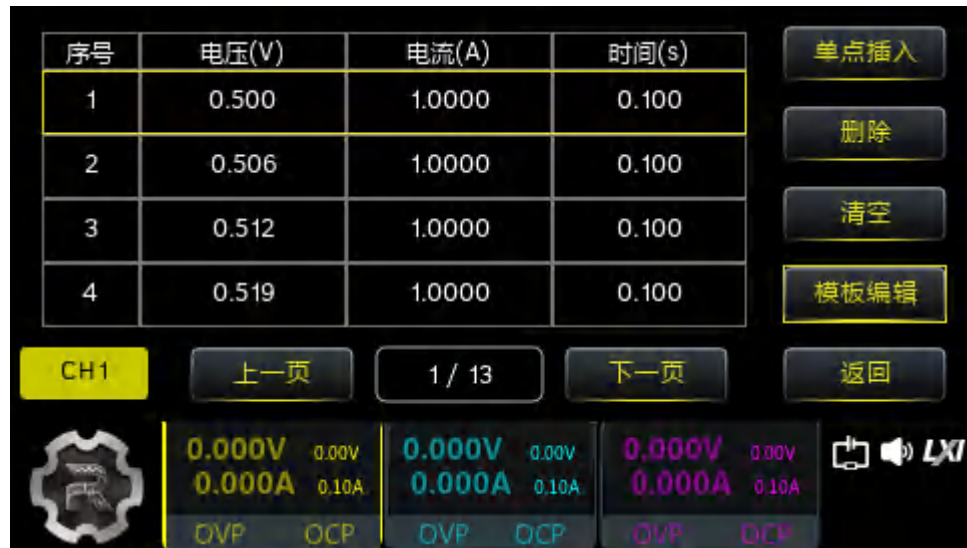 序号 电压(V) 电流(A) 时间(s) 单点插入
1 0.500 1.0000 0.100
删除
2 0.506 1.0000 0.100
3 0.512 1.0000 0.100 清空
4 0.519 1.0000 0.100 模板编辑
CH1 上一页 1 / 13 下一页 返回
0.000V 0.00V 0.000V 0.00V 0.000V 0.00V LXI
0.000A 0.10A 0.000A 0.10A 0.000A 0.10A
OVP OCP OVP OCP OVP OCP